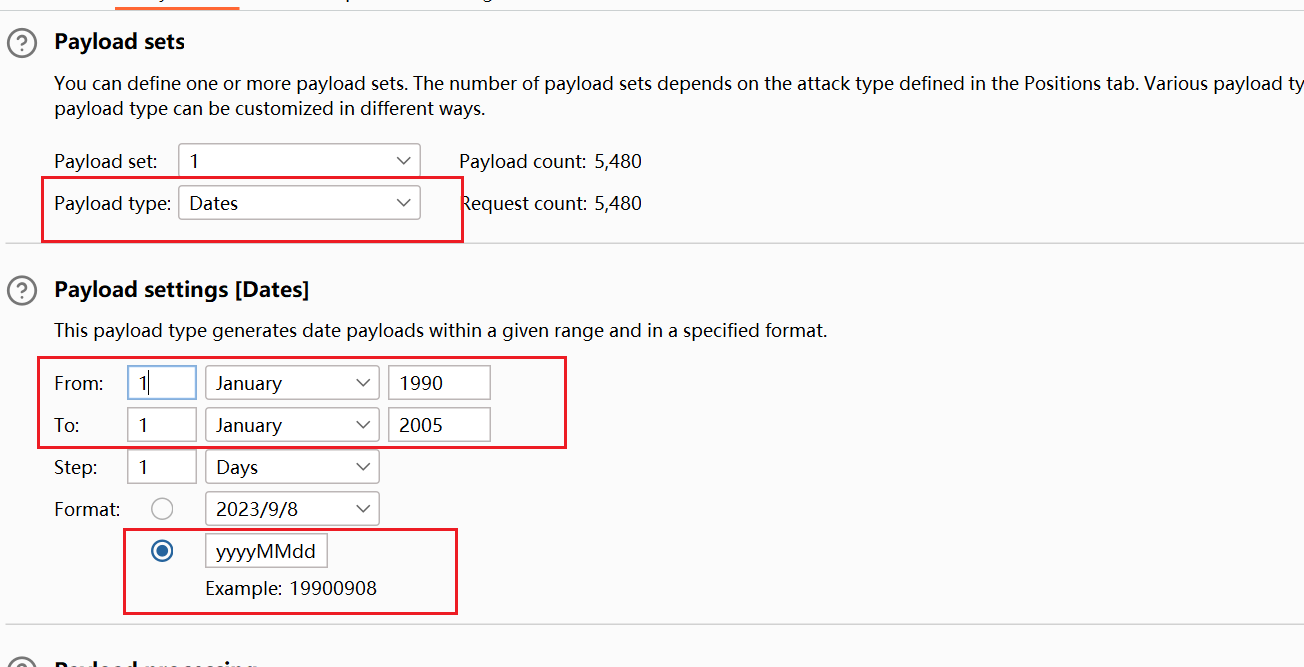 Payload sets
You can define one or more payload sets. The number of payload sets depends on the attack type defined in the Positions tab. Various payload ty
payload type can be customized in different ways.
Payload set: 1 Payload count: 5,480
Payload type: Dates Request count: 5,480
Payload settings [Dates]
This payload type generates date payloads within a given range and in a specified format.
From: 1 January 1990
To: 1 January 2005
Step: 1 Days
Format: 2023/9/8
yyyyMMdd
Example: 19900908
Payload processing